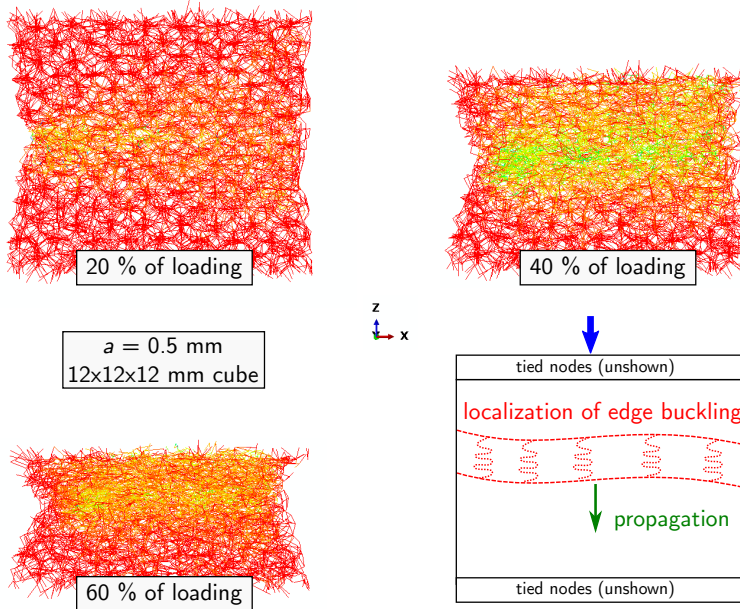 20 % of loading
40 % of loading
a = 0.5 mm
12x12x12 mm cube
z
x
tied nodes (unshown)
localization of edge buckling
propagation
tied nodes (unshown)
60 % of loading